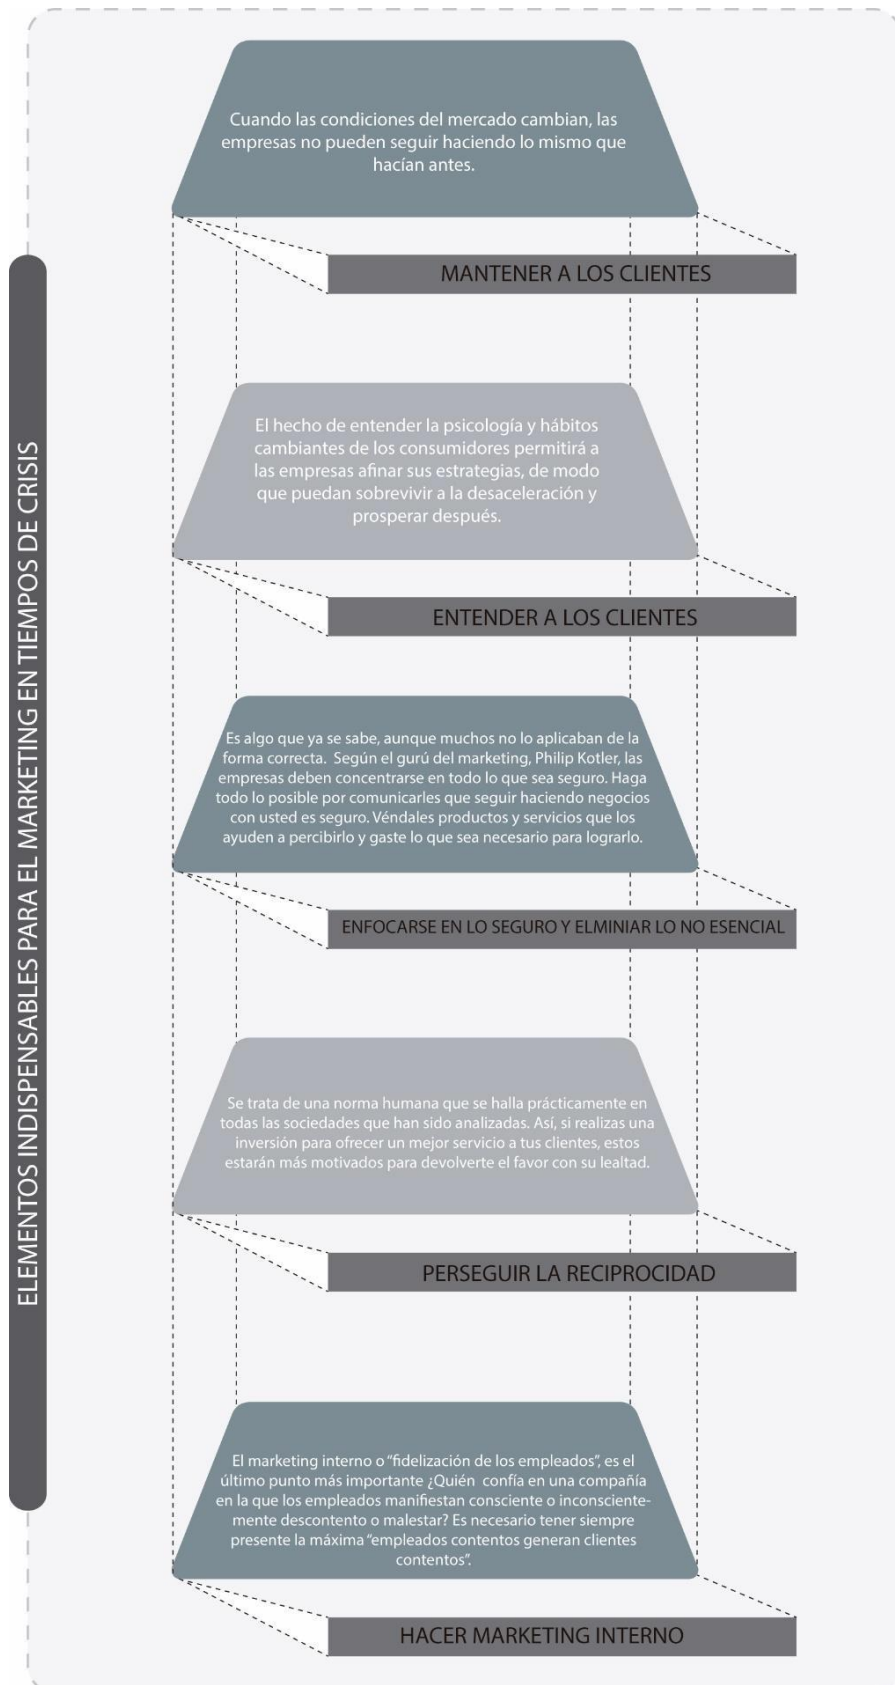 ELEMENTOS INDISPENSABLES PARA EL MARKETING EN TIEMPOS DE CRISIS
Cuando las condiciones del mercado cambian, las
empresas no pueden seguir haciendo lo mismo que
hacían antes.
MANTENER A LOS CLIENTES
El hecho de entender la psicología y hábitos
cambiantes de los consumidores permitirá a
las empresas afinar sus estrategias, de modo
que puedan sobrevivir a la desaceleración y
prosperar después.
ENTENDER A LOS CLIENTES
Es algo que ya se sabe, aunque muchos no lo aplicaban de la
forma correcta. Según el gurú del marketing, Philip Kotler, las
empresas deben concentrarse en todo lo que sea seguro. Haga
todo lo posible por comunicarles que seguir haciendo negocios
con usted es seguro. Véndales productos y servicios que los
ayuden a percibirlo y gaste lo que sea necesario para lograrlo.
ENFOCARSE EN LO SEGURO Y ELMINIAR LO NO ESENCIAL
Se trata de una norma humana que se halla prácticamente en
todas las sociedades que han sido analizadas. Así, si realizas una
inversión para ofrecer un mejor servicio a tus clientes, estos
estarán más motivados para devolverte el favor con su lealtad.
PERSEGUIR LA RECIPROCIDAD
El marketing interno o “fidelización de los empleados”, es el
último punto más importante ¿Quién confía en una compañía
en la que los empleados manifiestan consciente o inconsciente-
mente descontento o malestar? Es necesario tener siempre
presente la máxima “empleados contentos generan clientes
contentos”.
HACER MARKETING INTERNO